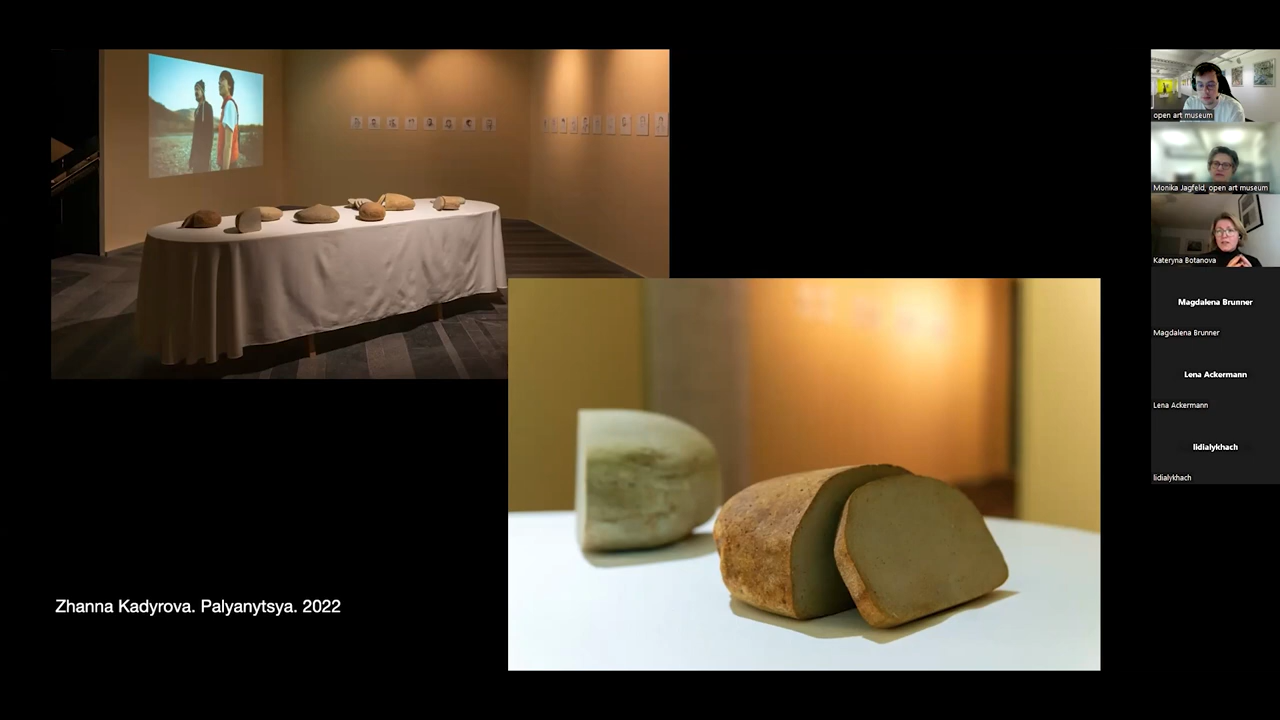 Zhanna Kadyrova. Palyanytsya. 2022
open art museum
Monika Jagfeld, open art museum
Kateryna Botanova
Magdalena Brunner
Magdalena Brunner
Lena Ackermann
Lena Ackermann
lidialykhach
lidialykhach